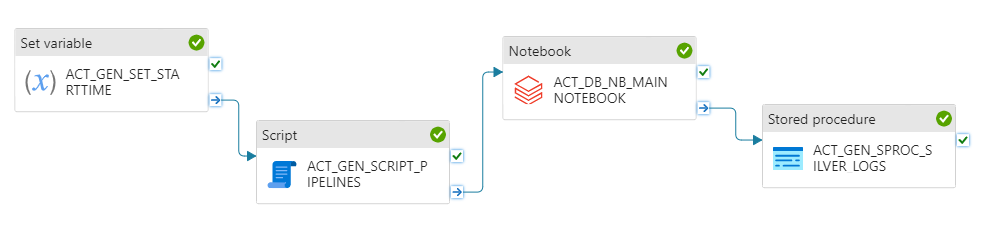 Set variable
(x)
ACT_GEN_SET_STA
RTTIME
Script
ACT_GEN_SCRIPT_P
IPELINES
Notebook
ACT_DB_NB_MAIN
NOTEBOOK
Stored procedure
ACT_GEN_SPROC_S
ILVER_LOGS